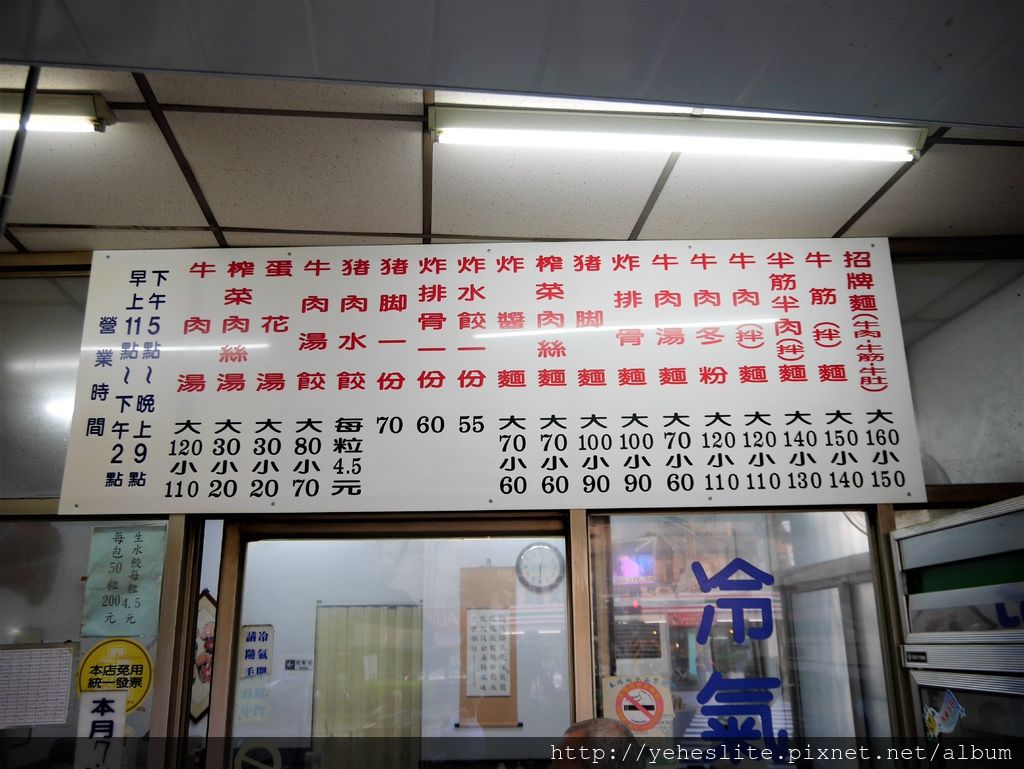 招牌麵(牛肉·牛筋·牛肚) 大160 小150
牛筋(拌)麵 大150 小140
半筋半肉(拌)麵 大140 小130
牛肉(拌)麵 大120 小110
牛肉冬粉 大120 小110
牛肉湯麵 大70 小60
炸排骨麵 大100 小90
猪脚麵 大100 小90
榨菜肉絲麵 大70 小60
炸醬麵 大70 小60
炸水餃一份 55
炸排骨一份 60
猪脚一份 70
猪肉水餃 每粒4.5元
牛肉湯餃 大80 小70
蛋花湯 大30 小20
榨菜肉絲湯 大30 小20
牛肉湯 大120 小110
下午5點~晚上9點
早上11點~下午2點
營業時間
生水餃每粒4.5元
每包50粒200元
本店免用
統一發票
本月7
冷氣
請隨手
冷氣
http://yeheslite.pixnet.net/album